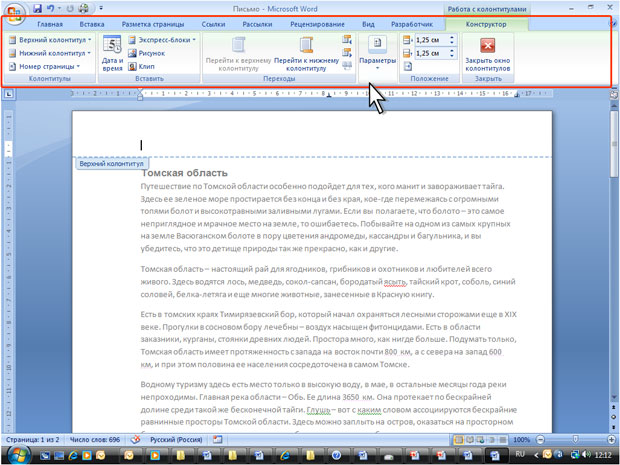 Письмо - Microsoft Word
Работа с колонтитулами
Главная Вставка Разметка страницы Ссылки Рассылки Рецензирование Вид Разработчик Конструктор
Верхний колонтитул
Нижний колонтитул
Номер страницы
Колонтитулы
Дата и время
Экспресс-блоки
Рисунок
Клип
Вставить
Перейти к верхнему колонтитулу
Перейти к нижнему колонтитулу
Переходы
Параметры
1,25 см
1,25 см
Положение
Закрыть окно колонтитулов
Закрыть
Верхний колонтитул
Томская область
Путешествие по Томской области особенно подойдет для тех, кого манит и завораживает тайга.
Здесь ее зеленое море простирается без конца и без края, кое-где перемежаясь с огромными
топями болот и высокотравными заливными лугами. Если вы полагаете, что болото – это самое
неприглядное и мрачное место на земле, то ошибаетесь. Побывайте на одном из самых крупных
на земле Васюганском болоте в пору цветения андромеды, кассандры и багульника, и вы
убедитесь, что это детище природы так же прекрасно, как и другие.
Томская область – настоящий рай для ягодников, грибников и охотников и любителей всего
живого. Здесь водятся лось, медведь, сокол-сапсан, бородатый ясыть, тайский крот, соболь, синий
соловей, белка-летяга и еще многие животные, занесенные в Красную книгу.
Есть в томских краях Тимирязевский бор, который начал охраняться лесными сторожами еще в XIX
веке. Прогулки в сосновом бору лечебны – воздух насыщен фитонцидами. Есть в области
заказники, курганы, стоянки древних людей. Простора много, как нигде больше. Подумать только,
Томская область имеет протяженность с запада на восток почти 800 км, а с севера на запад 600
км, и при этом половина ее населения сосредоточена в самом Томске.
Водному туризму здесь есть место только в высокую воду, в мае, в остальные месяцы года реки
непроходимы. Главная река области – Обь. Ее длина 3650 км. Она протекает по бескрайней
долине среди такой же бесконечной тайги. Глушь – вот с каким словом ассоциируются бескрайние
равнинные просторы Томской области. Здесь можно заплыть на остров, оказаться на просторном
Страница: 1 из 2 Число слов: 696 Русский (Россия) 100%
RU 12:12